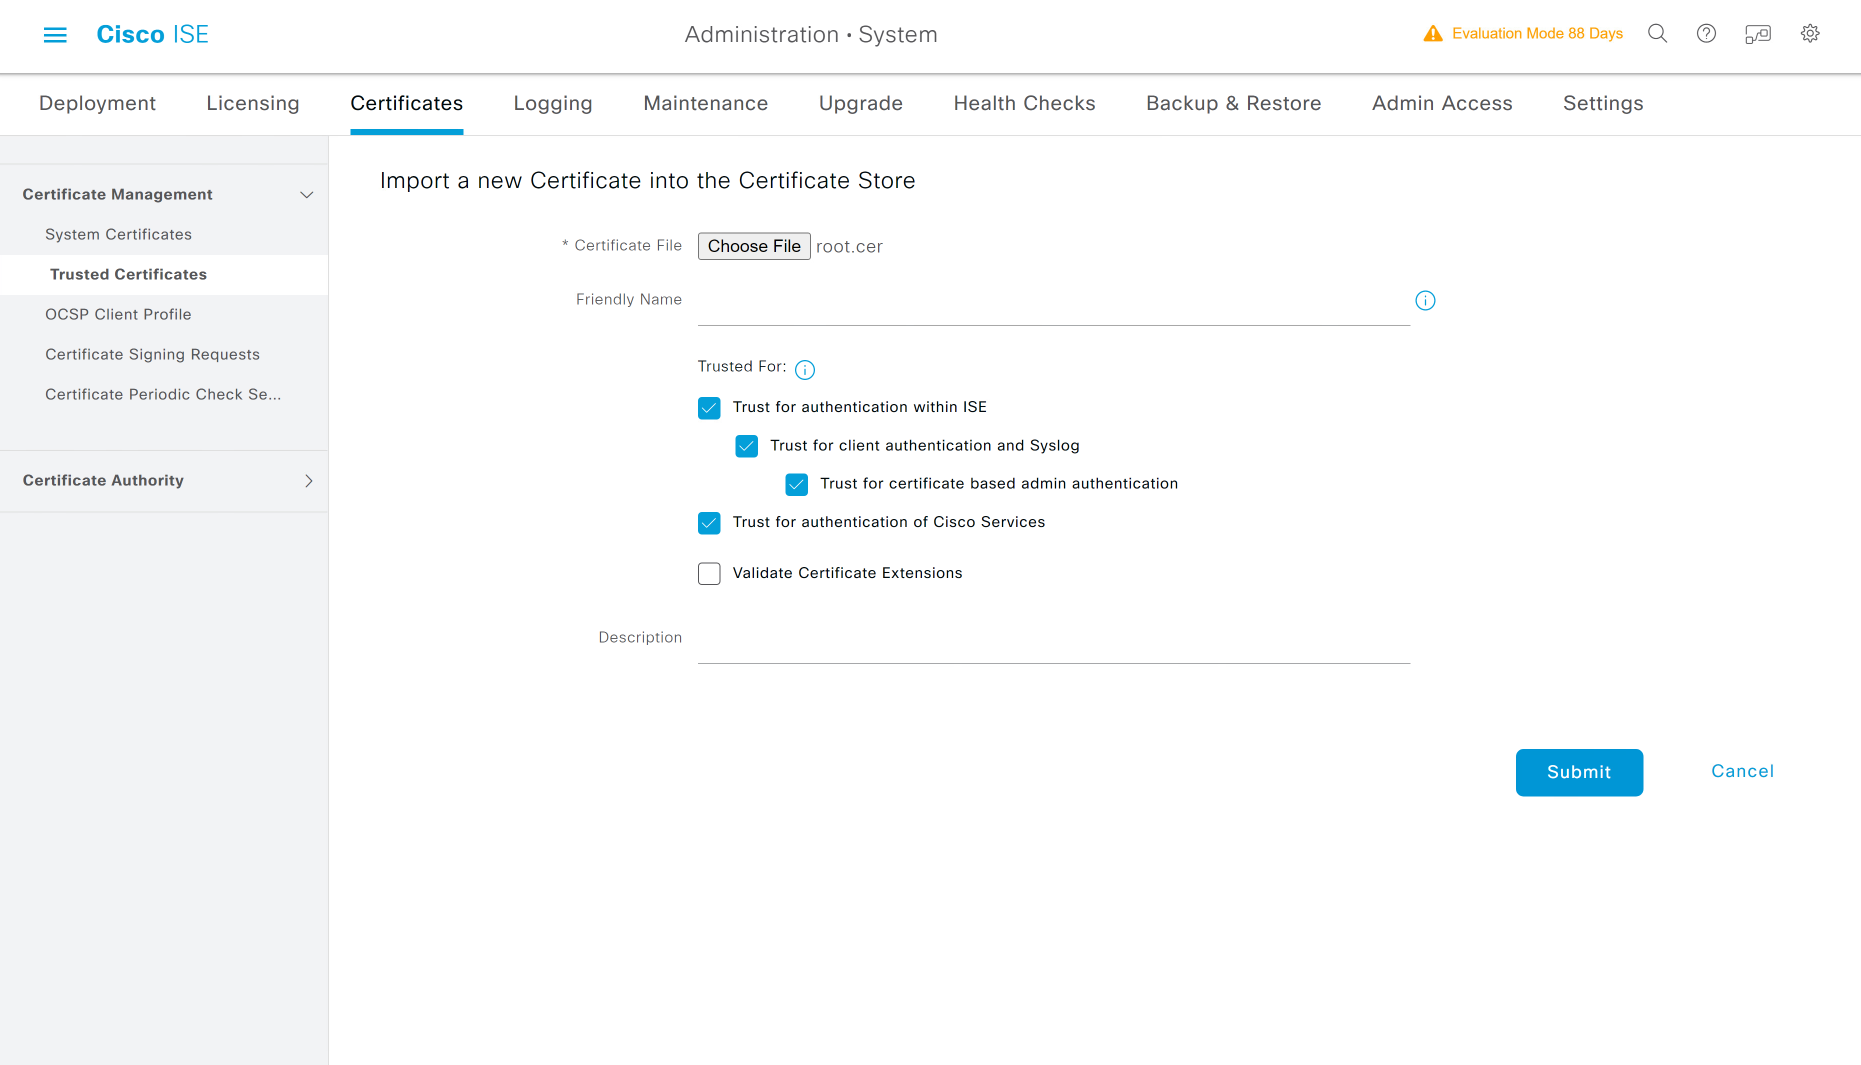 Cisco ISE
Administration • System
Evaluation Mode 88 Days
Deployment
Licensing
Certificates
Logging
Maintenance
Upgrade
Health Checks
Backup & Restore
Admin Access
Settings
Certificate Management
System Certificates
Trusted Certificates
OCSP Client Profile
Certificate Signing Requests
Certificate Periodic Check Se...
Certificate Authority
Import a new Certificate into the Certificate Store
* Certificate File
Choose File root.cer
Friendly Name
Trusted For:
Trust for authentication within ISE
Trust for client authentication and Syslog
Trust for certificate based admin authentication
Trust for authentication of Cisco Services
Validate Certificate Extensions
Description
Submit
Cancel